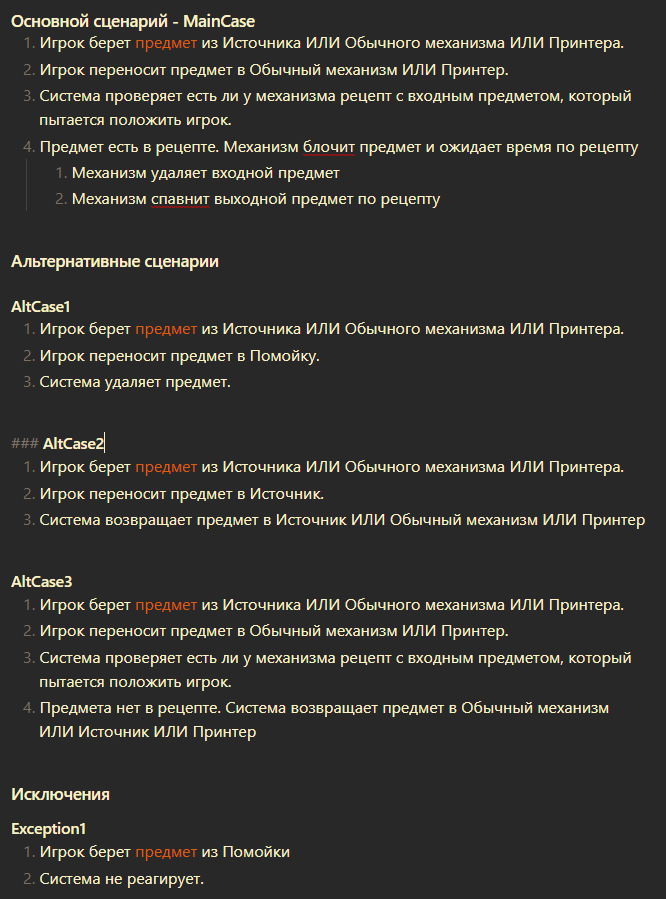 Основной сценарий - MainCase
1. Игрок берет предмет из Источника ИЛИ Обычного механизма ИЛИ Принтера.
2. Игрок переносит предмет в Обычный механизм ИЛИ Принтер.
3. Система проверяет есть ли у механизма рецепт с входным предметом, который
пытается положить игрок.
4. Предмет есть в рецепте. Механизм блочит предмет и ожидает время по рецепту
1. Механизм удаляет входной предмет
2. Механизм спавнит выходной предмет по рецепту
Альтернативные сценарии
AltCase1
1. Игрок берет предмет из Источника ИЛИ Обычного механизма ИЛИ Принтера.
2. Игрок переносит предмет в Помойку.
3. Система удаляет предмет.
### AltCase2
1. Игрок берет предмет из Источника ИЛИ Обычного механизма ИЛИ Принтера.
2. Игрок переносит предмет в Источник.
3. Система возвращает предмет в Источник ИЛИ Обычный механизм ИЛИ Принтер
AltCase3
1. Игрок берет предмет из Источника ИЛИ Обычного механизма ИЛИ Принтера.
2. Игрок переносит предмет в Обычный механизм ИЛИ Принтер.
3. Система проверяет есть ли у механизма рецепт с входным предметом, который
пытается положить игрок.
4. Предмета нет в рецепте. Система возвращает предмет в Обычный механизм
ИЛИ Источник ИЛИ Принтер
Исключения
Exception1
1. Игрок берет предмет из Помойки
2. Система не реагирует.